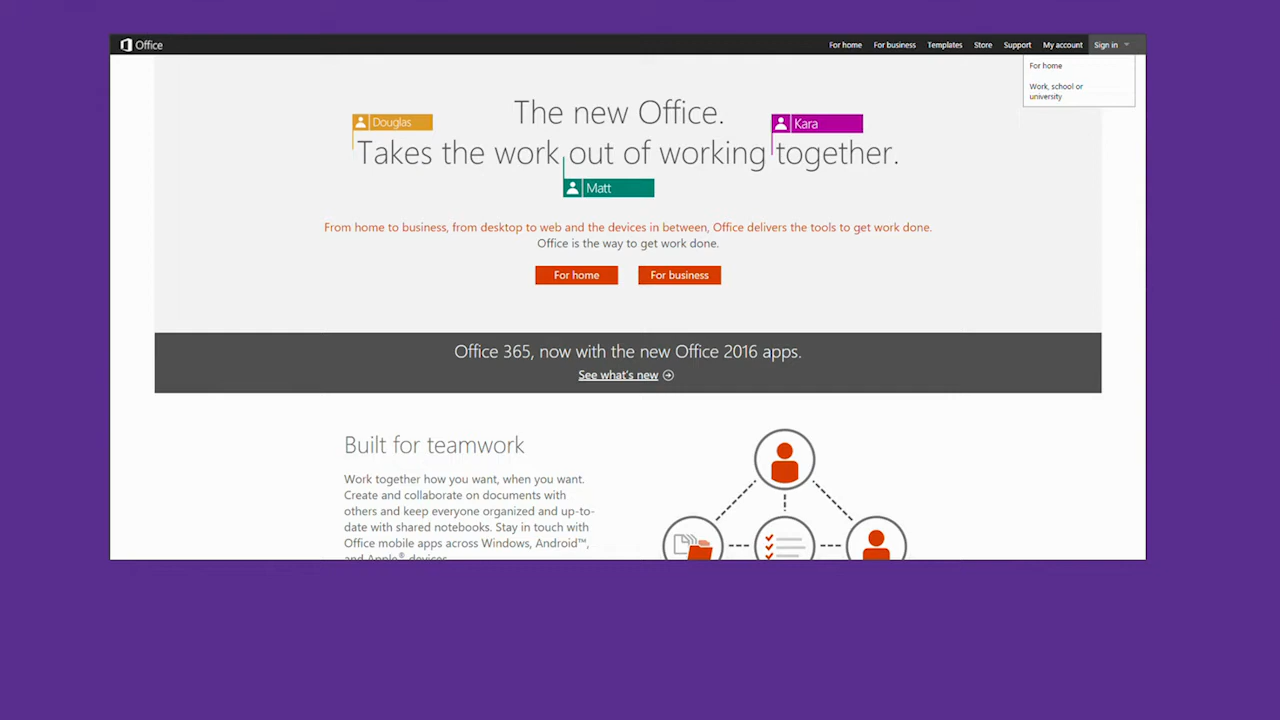 Office
For home For business Templates Store Support My account Sign in
For home
Work, school or
university
The new Office.
Douglas
Kara
Takes the work out of working together.
Matt
From home to business, from desktop to web and the devices in between, Office delivers the tools to get work done.
Office is the way to get work done.
For home For business
Office 365, now with the new Office 2016 apps.
See what's new
Built for teamwork
Work together how you want, when you want.
Create and collaborate on documents with
others and keep everyone organized and up-to-
date with shared notebooks. Stay in touch with
Office mobile apps across Windows, Android™,
and Apple® devices.